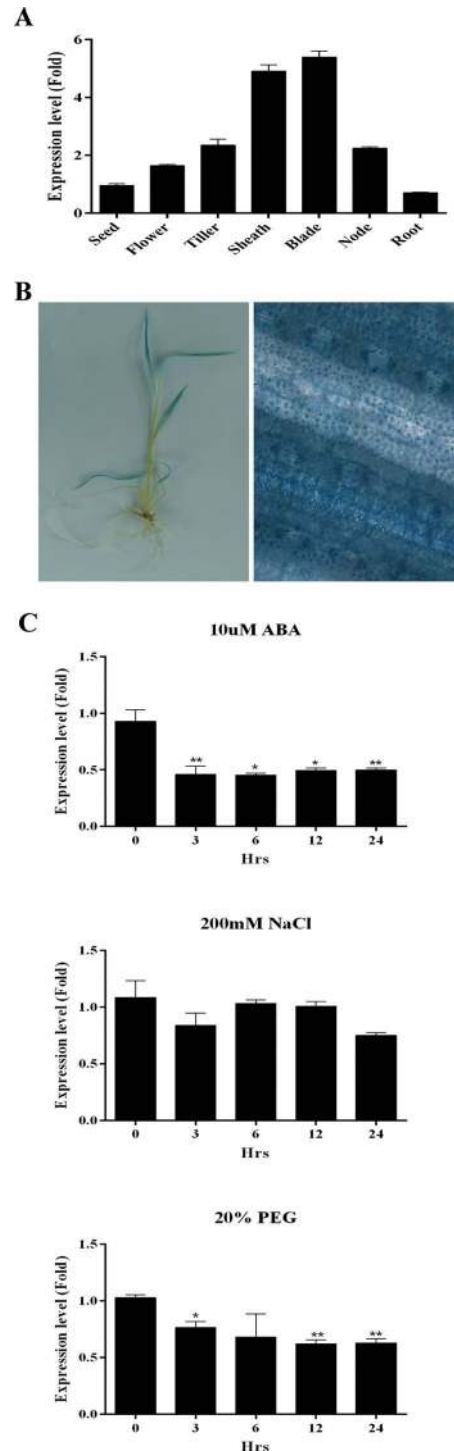 A
Expression level (Fold)
6
4
2
0
Seed
Flower
Tiller
Sheath
Blade
Node
Root
B
C
10uM ABA
Expression level (Fold)
1.5
1.0
0.5
0.0
** * * **
0 3 6 12 24
Hrs
200mM NaCl
Expression level (Fold)
1.5
1.0
0.5
0.0
0 3 6 12 24
Hrs
20% PEG
Expression level (Fold)
1.5
1.0
0.5
0.0
* ** **
0 3 6 12 24
Hrs